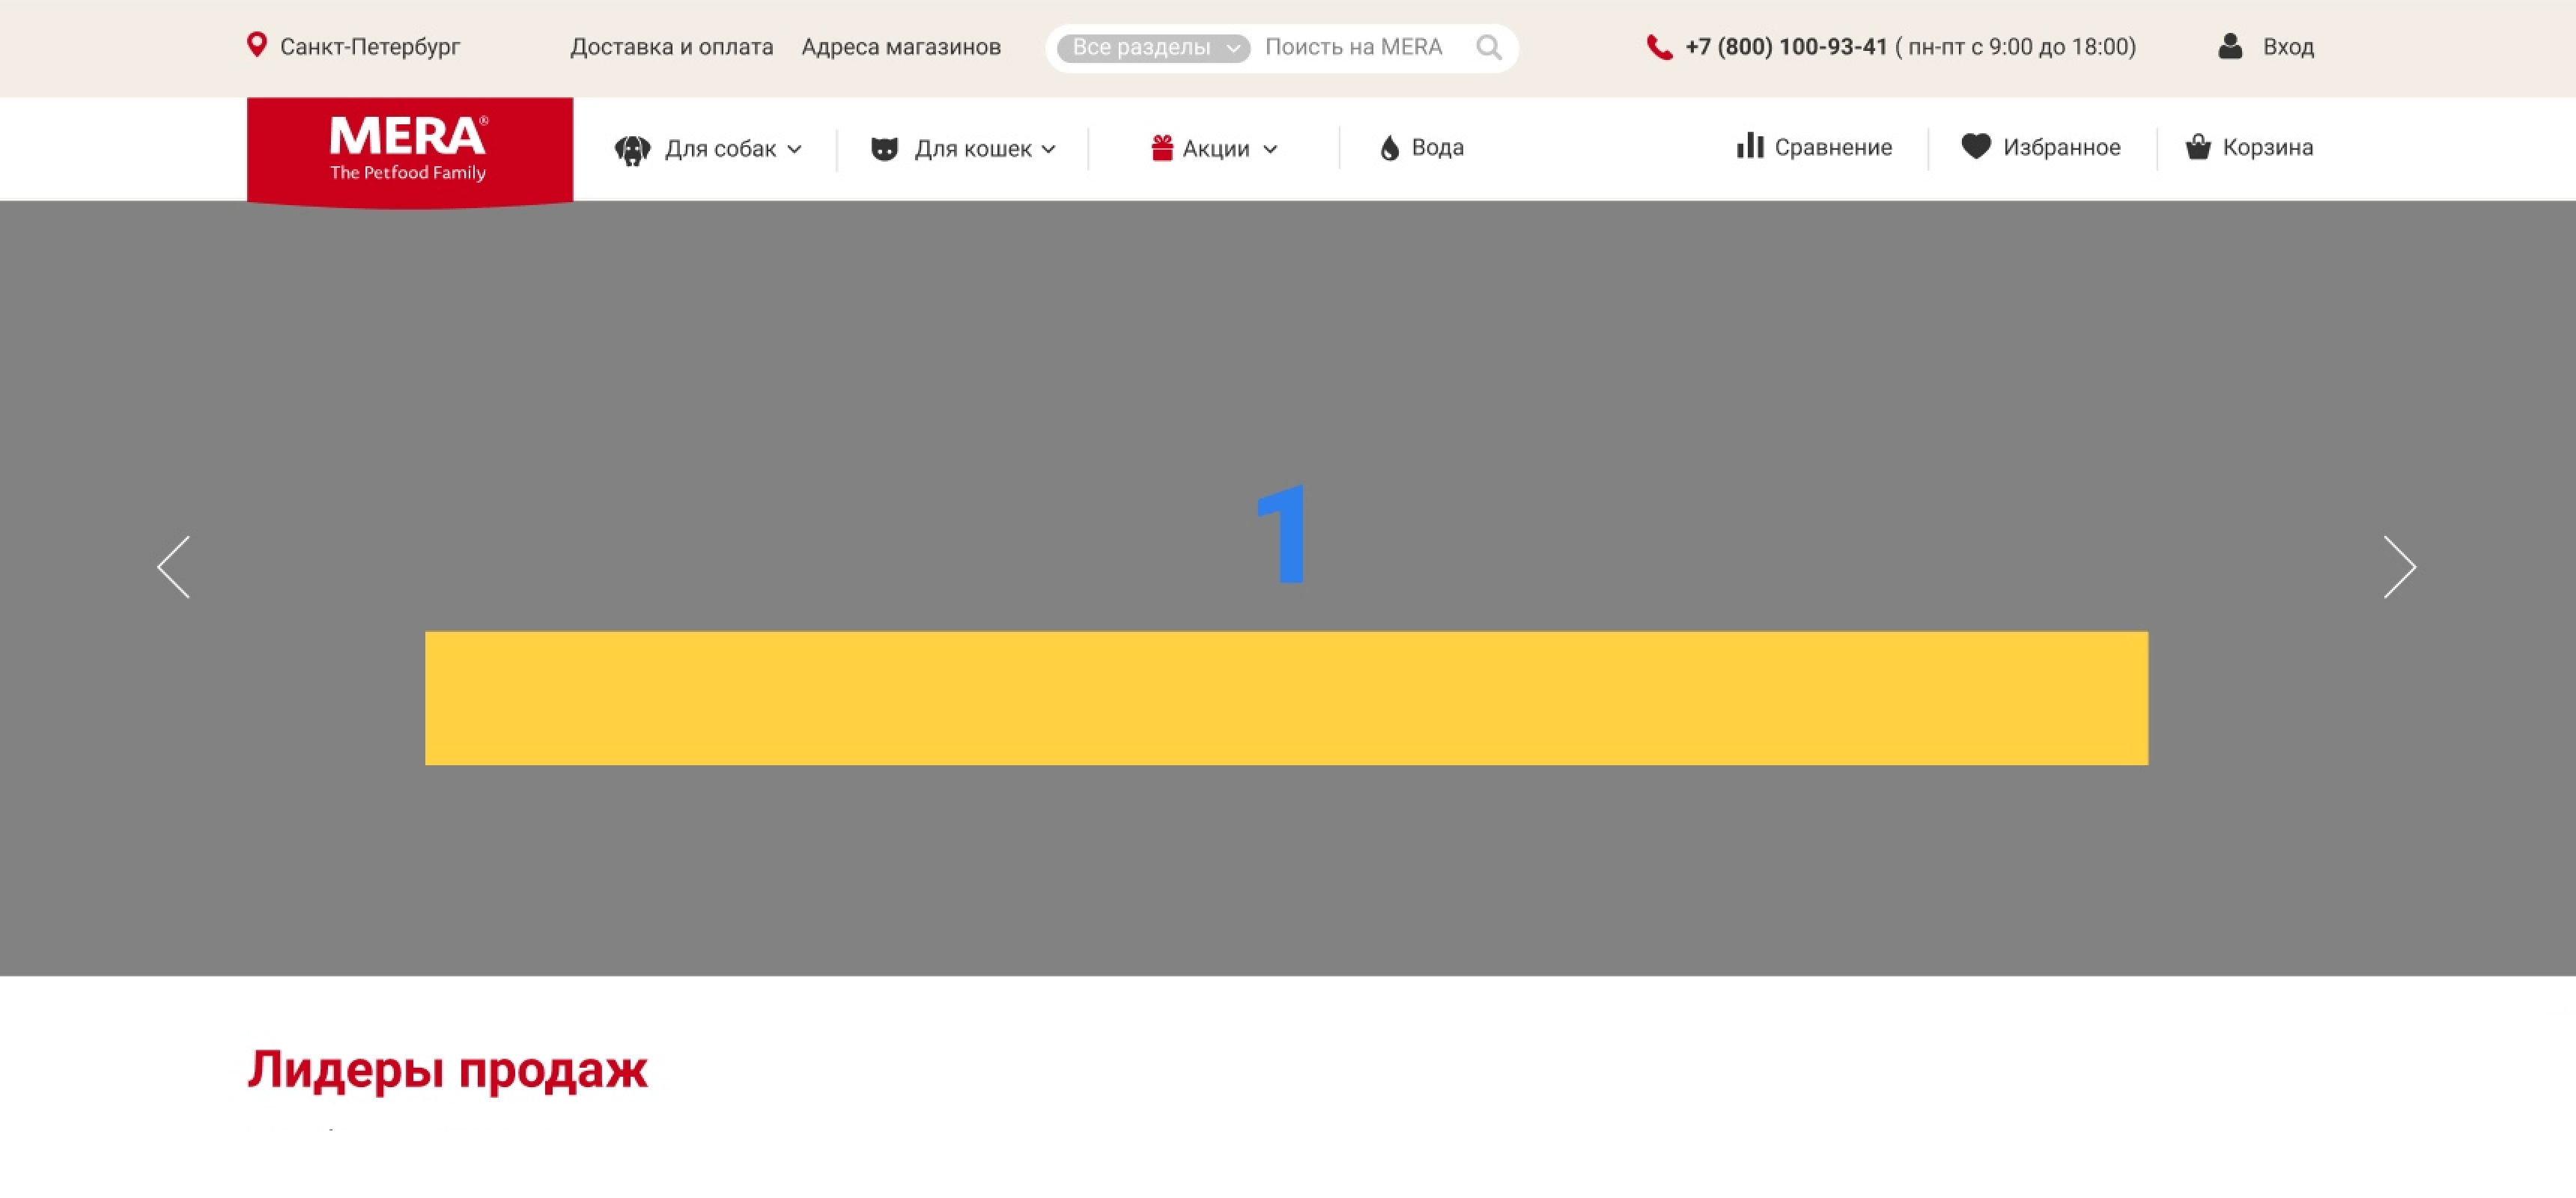 Санкт-Петербург
Доставка и оплата
Адреса магазинов
Все разделы
Поисть на MERA
+7 (800) 100-93-41 ( пн-пт с 9:00 до 18:00)
Вход
MERA®
The Petfood Family
Для собак
Для кошек
Акции
Вода
Сравнение
Избранное
Корзина
1
Лидеры продаж